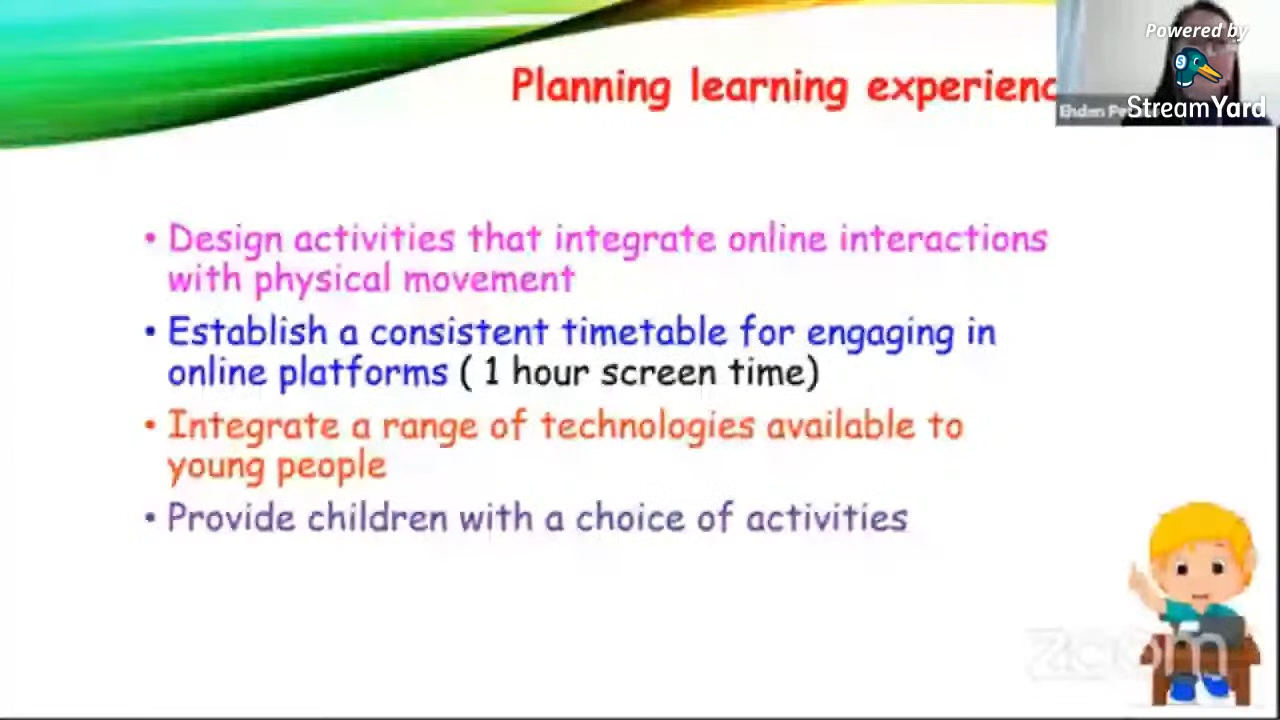 Planning learning
Powered by
StreamYard
• Design activities that integrate online interactions
with physical movement
• Establish a consistent timetable for engaging in
online platforms ( 1 hour screen time)
• Integrate a range of technologies available to
young people
• Provide children with a choice of activities
zoom